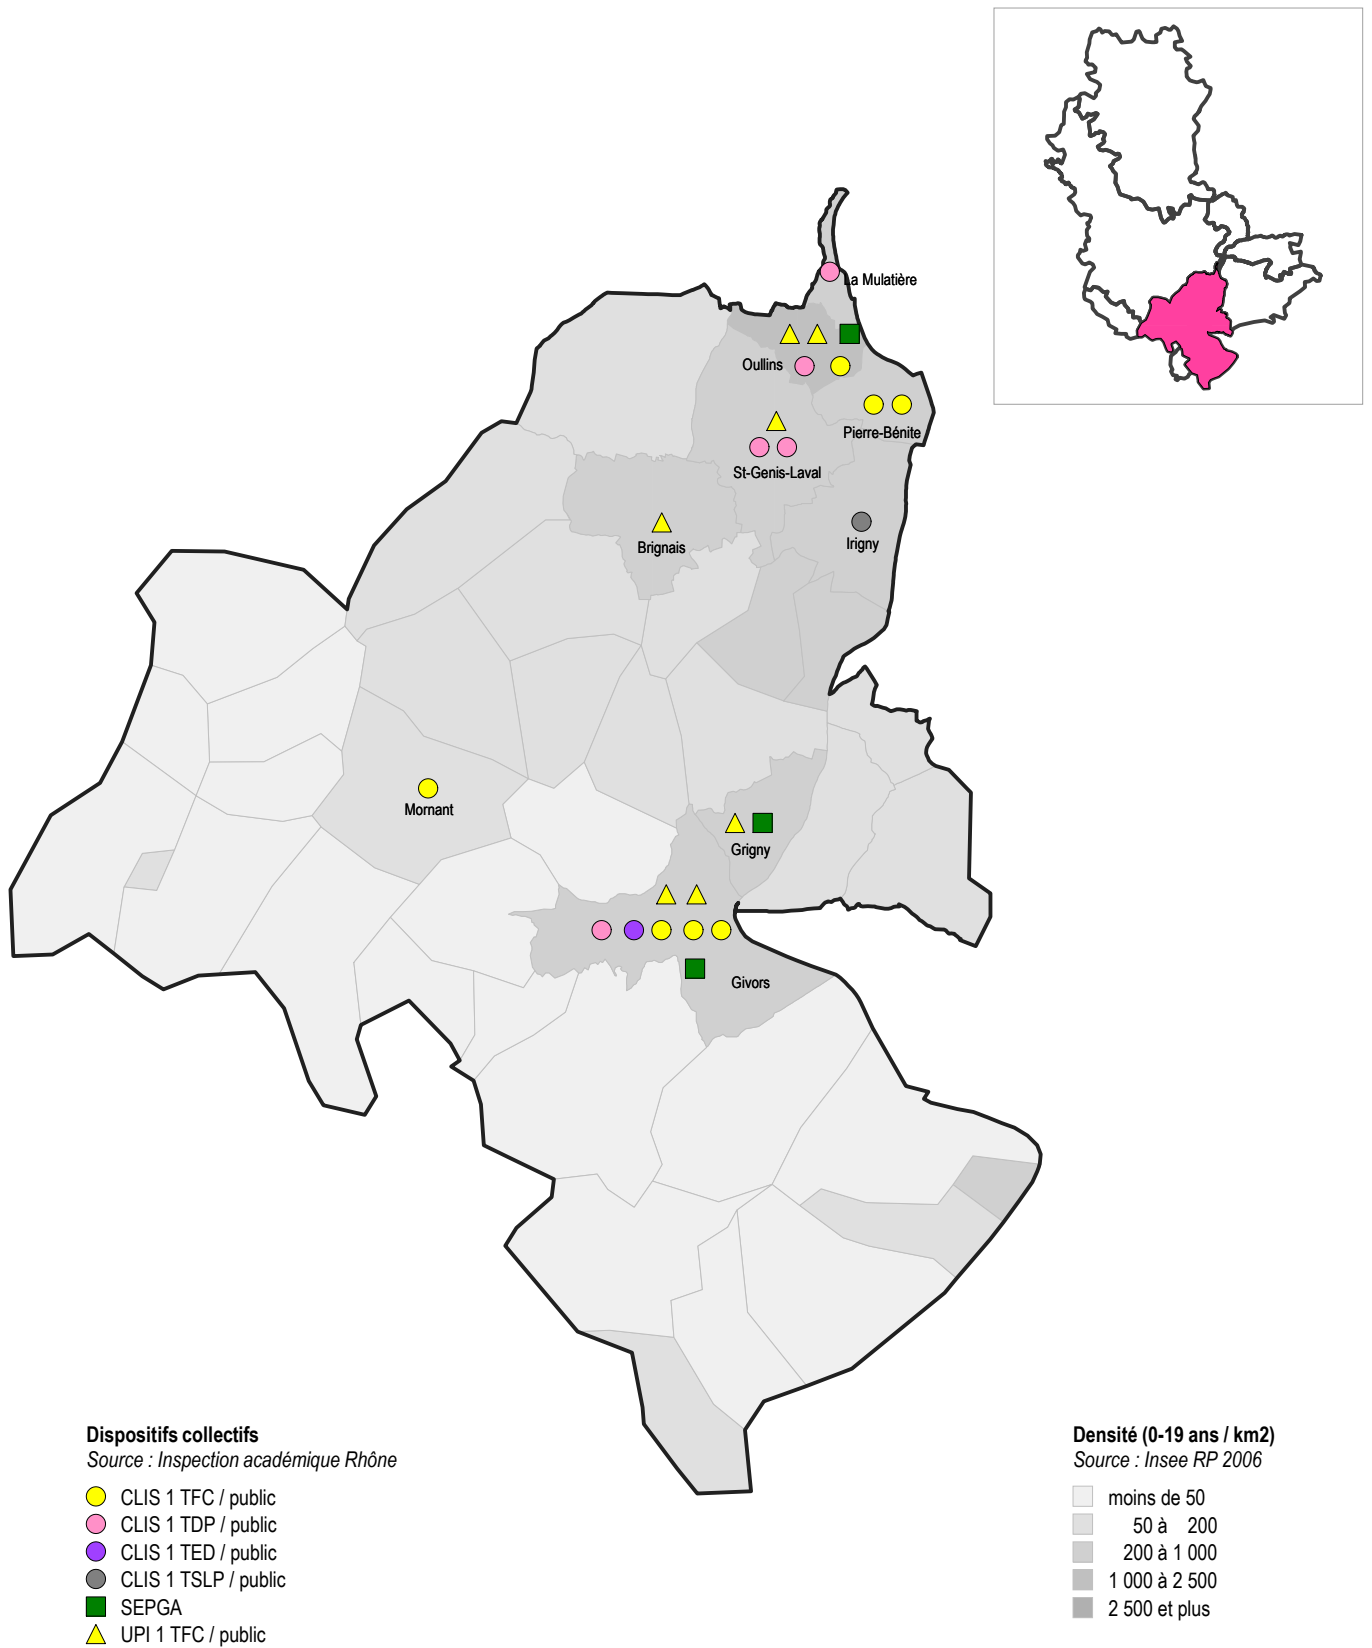 La Mulatière
Oullins
Pierre-Bénite
St-Genis-Laval
Brignais
Irigny
Mornant
Grigny
Givors
Dispositifs collectifs
Source : Inspection académique Rhône
CLIS 1 TFC / public
CLIS 1 TDP / public
CLIS 1 TED / public
CLIS 1 TSLP / public
SEPGA
UPI 1 TFC / public
Densité (0-19 ans / km2)
Source : Insee RP 2006
moins de 50
50 à 200
200 à 1 000
1 000 à 2 500
2 500 et plus